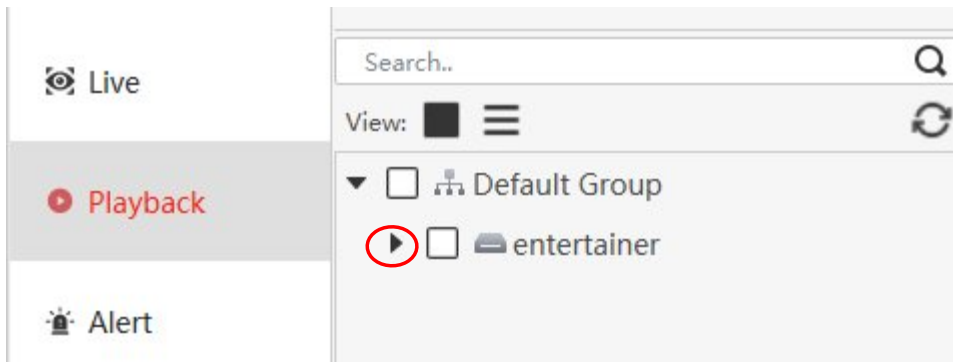 Live
Playback
Alert
Search..
View:
Default Group
entertainer